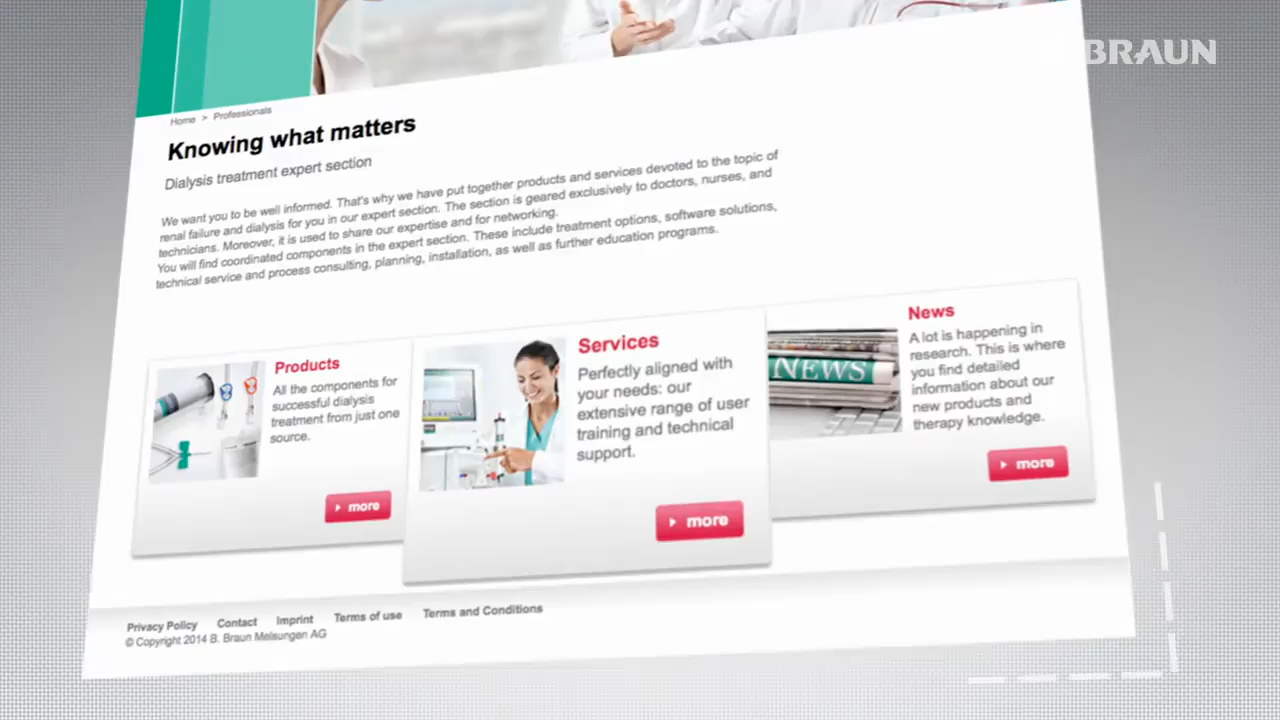 BRAUN
Home > Professionals
Knowing what matters
Dialysis treatment expert section
We want you to be well informed. That's why we have put together products and services devoted to the topic of
renal failure and dialysis for you in our expert section. The section is geared exclusively to doctors, nurses, and
technicians. Moreover, it is used to share our expertise and for networking.
You will find coordinated components in the expert section. These include treatment options, software solutions,
technical service and process consulting, planning, installation, as well as further education programs.
Products
All the components for
successful dialysis
treatment from just one
source.
more
Services
Perfectly aligned with
your needs: our
extensive range of user
training and technical
support.
more
NEWS
News
A lot is happening in
research. This is where
you find detailed
information about our
new products and
therapy knowledge.
more
Privacy Policy Contact Imprint Terms of use Terms and Conditions
© Copyright 2014 B. Braun Melsungen AG